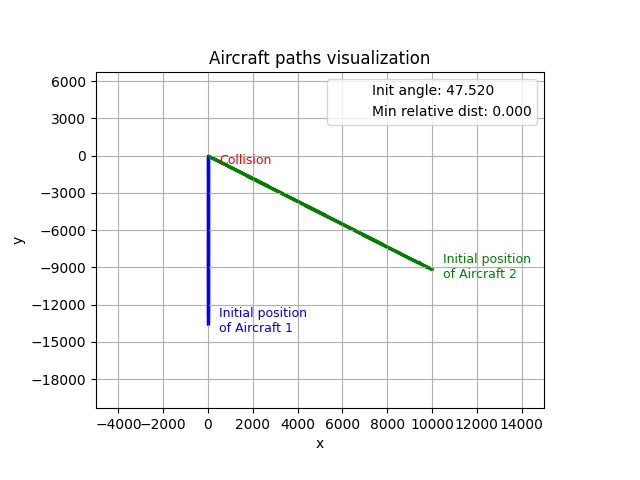 Aircraft paths visualization
Init angle: 47.520
Min relative dist: 0.000
6000
3000
0
−3000
−6000
−9000
−12000
−15000
−18000
y
Collision
Initial position
of Aircraft 2
Initial position
of Aircraft 1
−4000
−2000
0
2000
4000
6000
8000
10000
12000
14000
x